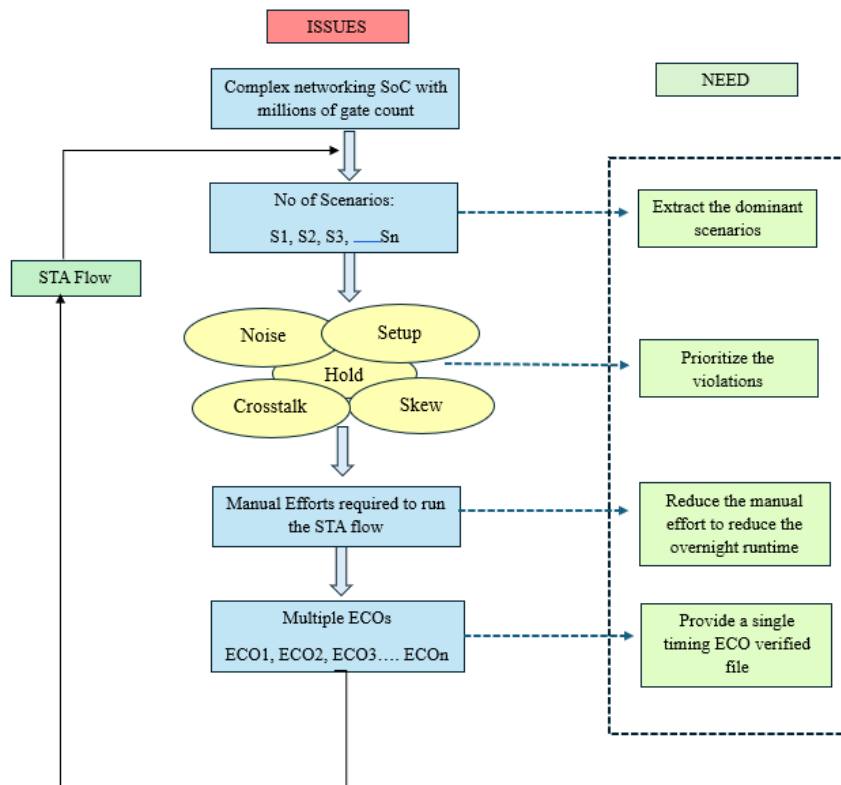 ISSUES
NEED
Complex networking SoC with
millions of gate count
No of Scenarios:
S1, S2, S3, ___Sn
Extract the dominant
scenarios
STA Flow
Noise
Setup
Hold
Crosstalk
Skew
Prioritize the
violations
Manual Efforts required to run
the STA flow
Reduce the manual
effort to reduce the
overnight runtime
Multiple ECOs
ECO1, ECO2, ECO3…. ECOn
Provide a single
timing ECO verified
file